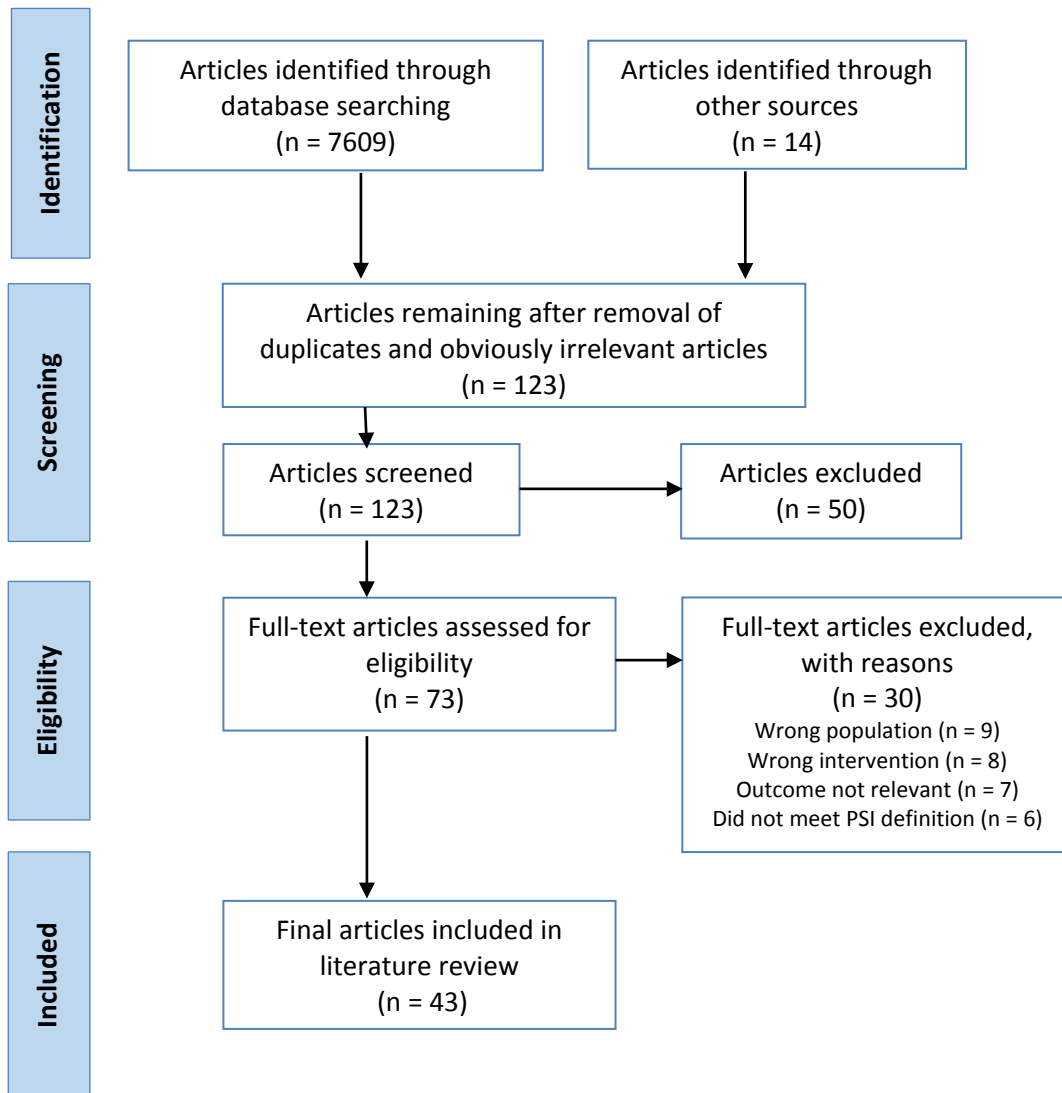 Identification
Articles identified through
database searching
(n = 7609)
Articles identified through
other sources
(n = 14)
Screening
Articles remaining after removal of
duplicates and obviously irrelevant articles
(n = 123)
Articles screened
(n = 123)
Articles excluded
(n = 50)
Eligibility
Full-text articles assessed for
eligibility
(n = 73)
Full-text articles excluded,
with reasons
(n = 30)
Wrong population (n = 9)
Wrong intervention (n = 8)
Outcome not relevant (n = 7)
Did not meet PSI definition (n = 6)
Included
Final articles included in
literature review
(n = 43)